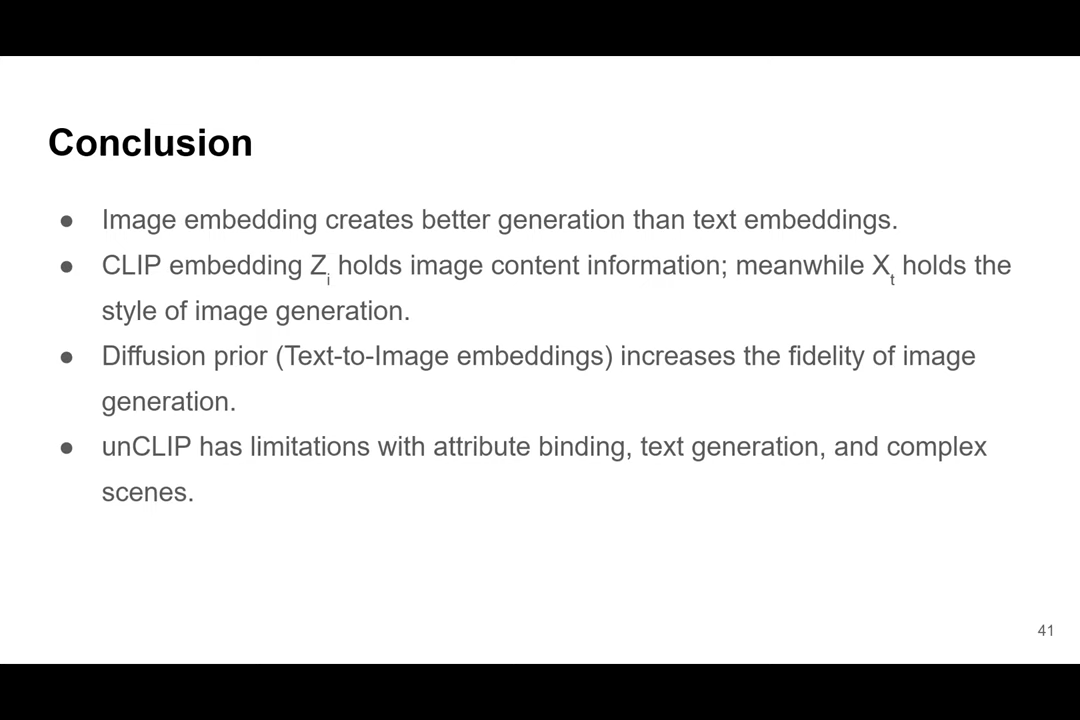 Conclusion
● Image embedding creates better generation than text embeddings.
● CLIP embedding Zi holds image content information; meanwhile Xt holds the
style of image generation.
● Diffusion prior (Text-to-Image embeddings) increases the fidelity of image
generation.
● unCLIP has limitations with attribute binding, text generation, and complex
scenes.
41